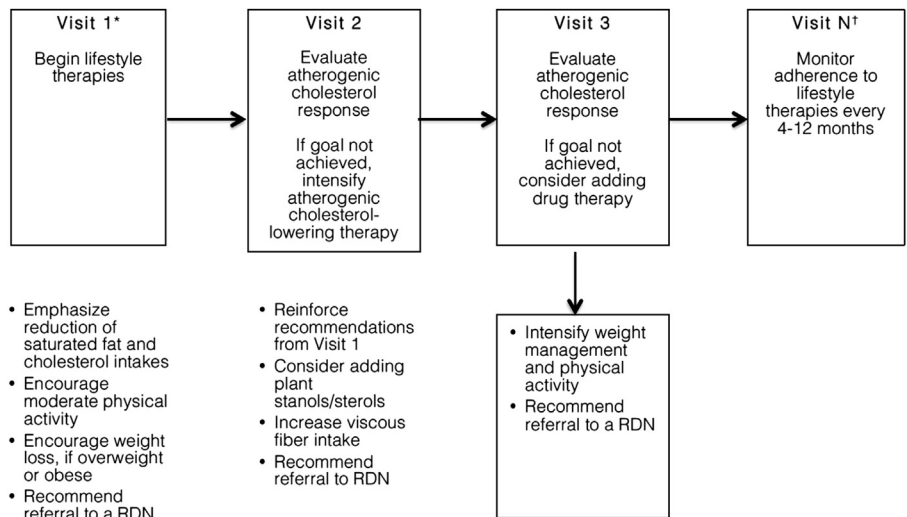 Visit 1*
Begin lifestyle
therapies
Visit 2
Evaluate
atherogenic
cholesterol
response
If goal not
achieved,
intensify
atherogenic
cholesterol-
lowering therapy
Visit 3
Evaluate
atherogenic
cholesterol
response
If goal not
achieved,
consider adding
drug therapy
Visit N†
Monitor
adherence to
lifestyle
therapies every
4-12 months
• Emphasize
reduction of
saturated fat and
cholesterol intakes
• Encourage
moderate physical
activity
• Encourage weight
loss, if overweight
or obese
• Recommend
referral to a RDN
• Reinforce
recommendations
from Visit 1
• Consider adding
plant
stanols/sterols
• Increase viscous
fiber intake
• Recommend
referral to RDN
• Intensify weight
management
and physical
activity
• Recommend
referral to a RDN